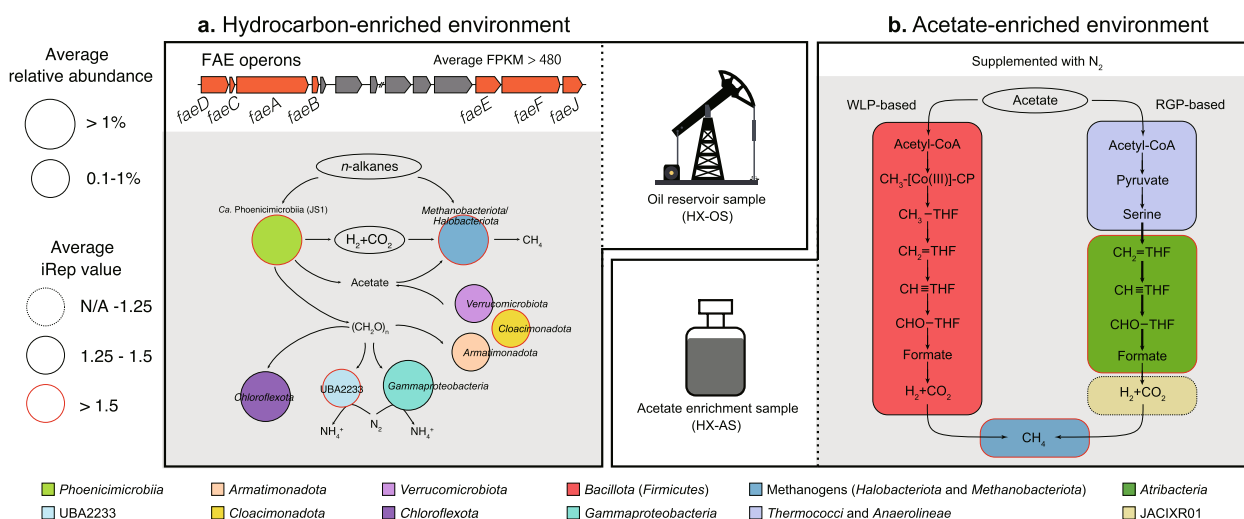 a. Hydrocarbon-enriched environment
b. Acetate-enriched environment
Average
relative abundance
> 1%
0.1-1%
Average
iRep value
N/A -1.25
1.25 - 1.5
> 1.5
FAE operons
Average FPKM > 480
faeD
faeC
faeA
faeB
faeE
faeF
faeJ
n-alkanes
Ca. Phoenicimicrobiia (JS1)
Methanobacteriota/
Halobacteriota
H₂+CO₂
CH₄
Acetate
Verrucomicrobiota
Cloacimonadota
Armatimonadota
(CH₂O)ₙ
Chloroflexota
UBA2233
Gammaproteobacteria
N₂
NH₄⁺
NH₄⁺
Oil reservoir sample
(HX-OS)
Acetate enrichment sample
(HX-AS)
Supplemented with N₂
WLP-based
Acetate
RGP-based
Acetyl-CoA
CH₃-[Co(III)]-CP
CH₃−THF
CH₂=THF
CH≡THF
CHO−THF
Formate
H₂+CO₂
Acetyl-CoA
Pyruvate
Serine
CH₂=THF
CH≡THF
CHO−THF
Formate
H₂+CO₂
CH₄
Phoenicimicrobiia
Armatimonadota
Verrucomicrobiota
Bacillota (Firmicutes)
Methanogens (Halobacteriota and Methanobacteriota)
Atribacteria
UBA2233
Cloacimonadota
Chloroflexota
Gammaproteobacteria
Thermococci and Anaerolineae
JACIXR01